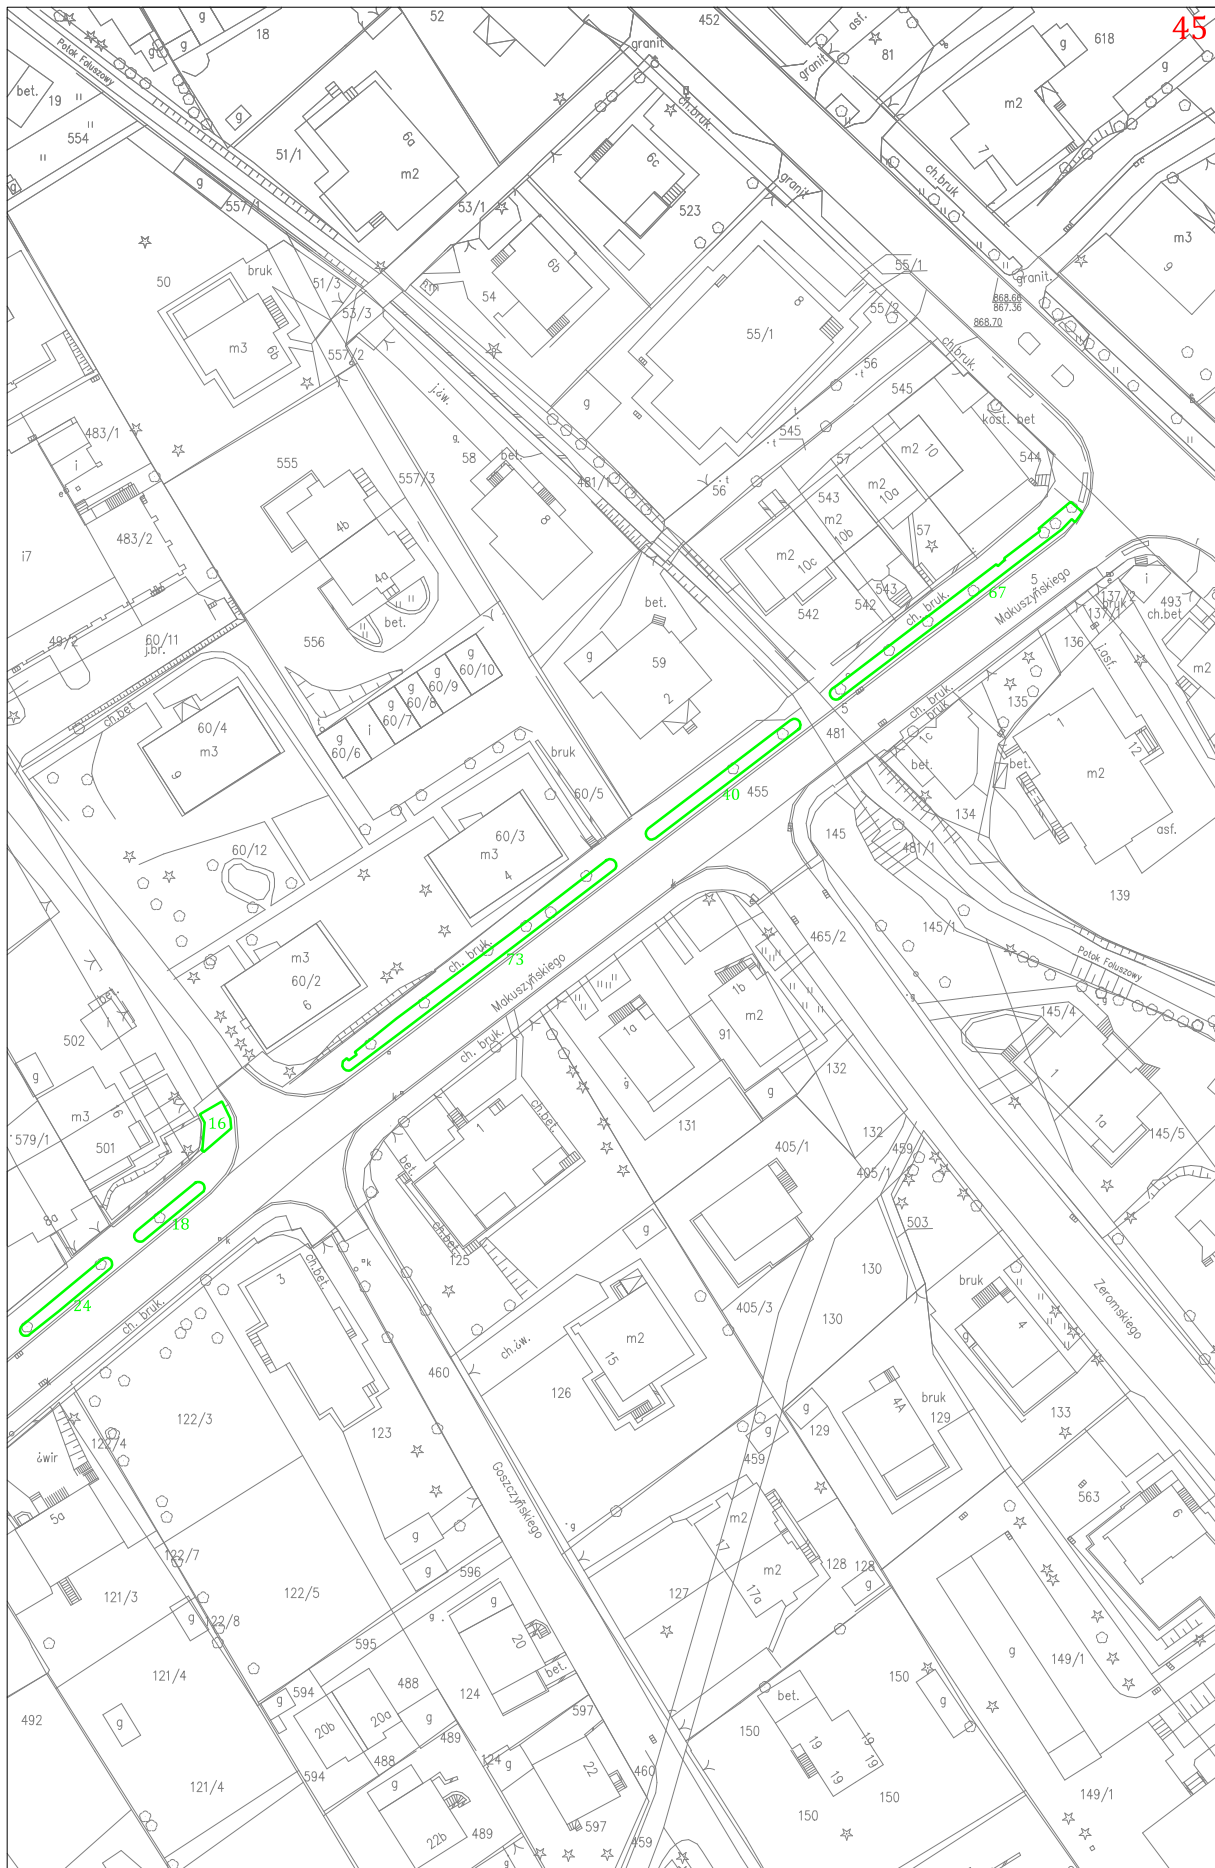 45
52
452
asf.
81
618
g
18
g
g
granit
granit.
Potok Foluszowy
bet.
19
554
m2
7
ch.bruk.
51/1
6a
m2
6c
ch.bruk
g
557/1
53/1
523
granit
m3
9
50
bruk
51/3
53/3
6b
54
55/1
granit.
868.66
867.36
868.70
8
55/2
55/1
m3
6b
557/2
j.żw.
g
56
545
ch.bruk.
483/1
i
555
557/3
58
bet.
481/1
545
kost. bet
544
m2
10
57
56
i7
483/2
4b
4a
bet.
8
543
m2
10a
m2
10b
m2
10c
57
543
542
542
67
5
Makuszyńskiego
i
137/2
bruk
137/1
493
ch.bet
49/2
60/11
j.br.
556
bet.
ch. bruk.
136
j.asf.
m2
g
60/10
g
60/9
g
60/8
g
60/7
i
g
60/6
g
59
2
ch.bet
60/4
m3
9
5
481
ch. bruk.
bruk
135
1c
bet.
bet.
1
12
m2
bruk
60/5
40
455
134
asf.
60/3
m3
4
60/12
145
481/1
139
ch. bruk.
73
Makuszyńskiego
465/2
145/1
Potok Foluszowy
m3
60/2
6
bet.
502
i
1b
m2
91
1a
g
145/4
g
m3
9
501
579/1
16
ch. bruk.
1
ch.bet.
bet.
131
g
132
132
1
1a
145/5
8a
18
ch.bet.
125
405/1
405/1
459
503
24
ch. bruk.
3
ch.bet.
g
130
130
bruk
Żeromskiego
405/3
m2
15
ch.żw.
126
460
122/3
123
g
4
4A
bruk
129
129
133
122/4
żwir
Goszczyńskiego
459
g
g
563
6
5a
g
g
m2
17
m2
17a
128
128
g
122/7
121/3
122/5
596
127
g
122/8
g
20
595
121/4
488
124
bet.
g
149/1
150
bet.
g
492
g
g
594
20b
20a
g
489
597
150
19
19
19
19
121/4
594
488
g
124
g
22
460
149/1
22b
489
597
459
150
150
g